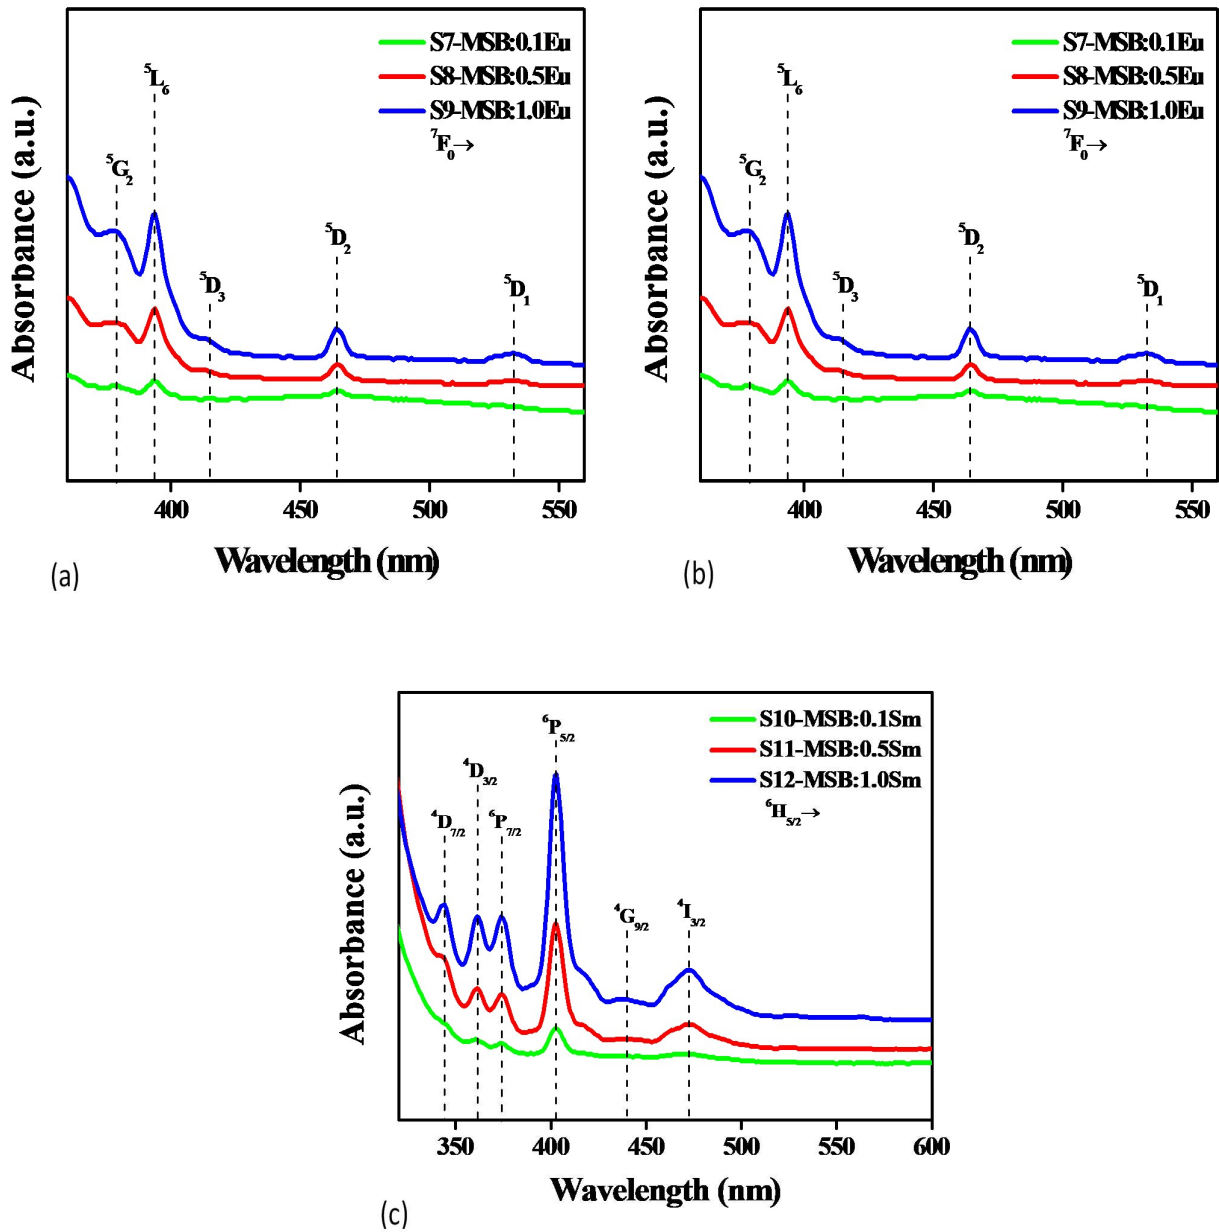 S7-MSB:0.1Eu
S8-MSB:0.5Eu
S9-MSB:1.0Eu
⁷F₀→
⁵L₆
⁵G₂
⁵D₃
⁵D₂
⁵D₁
Absorbance (a.u.)
400 450 500 550
Wavelength (nm)
(a)
S7-MSB:0.1Eu
S8-MSB:0.5Eu
S9-MSB:1.0Eu
⁷F₀→
⁵L₆
⁵G₂
⁵D₃
⁵D₂
⁵D₁
Absorbance (a.u.)
400 450 500 550
Wavelength (nm)
(b)
S10-MSB:0.1Sm
S11-MSB:0.5Sm
S12-MSB:1.0Sm
⁶H₅/₂→
⁶P₅/₂
⁴D₃/₂
⁴D₇/₂
⁶P₇/₂
⁴G₉/₂
⁴I₃/₂
Absorbance (a.u.)
350 400 450 500 550 600
Wavelength (nm)
(c)